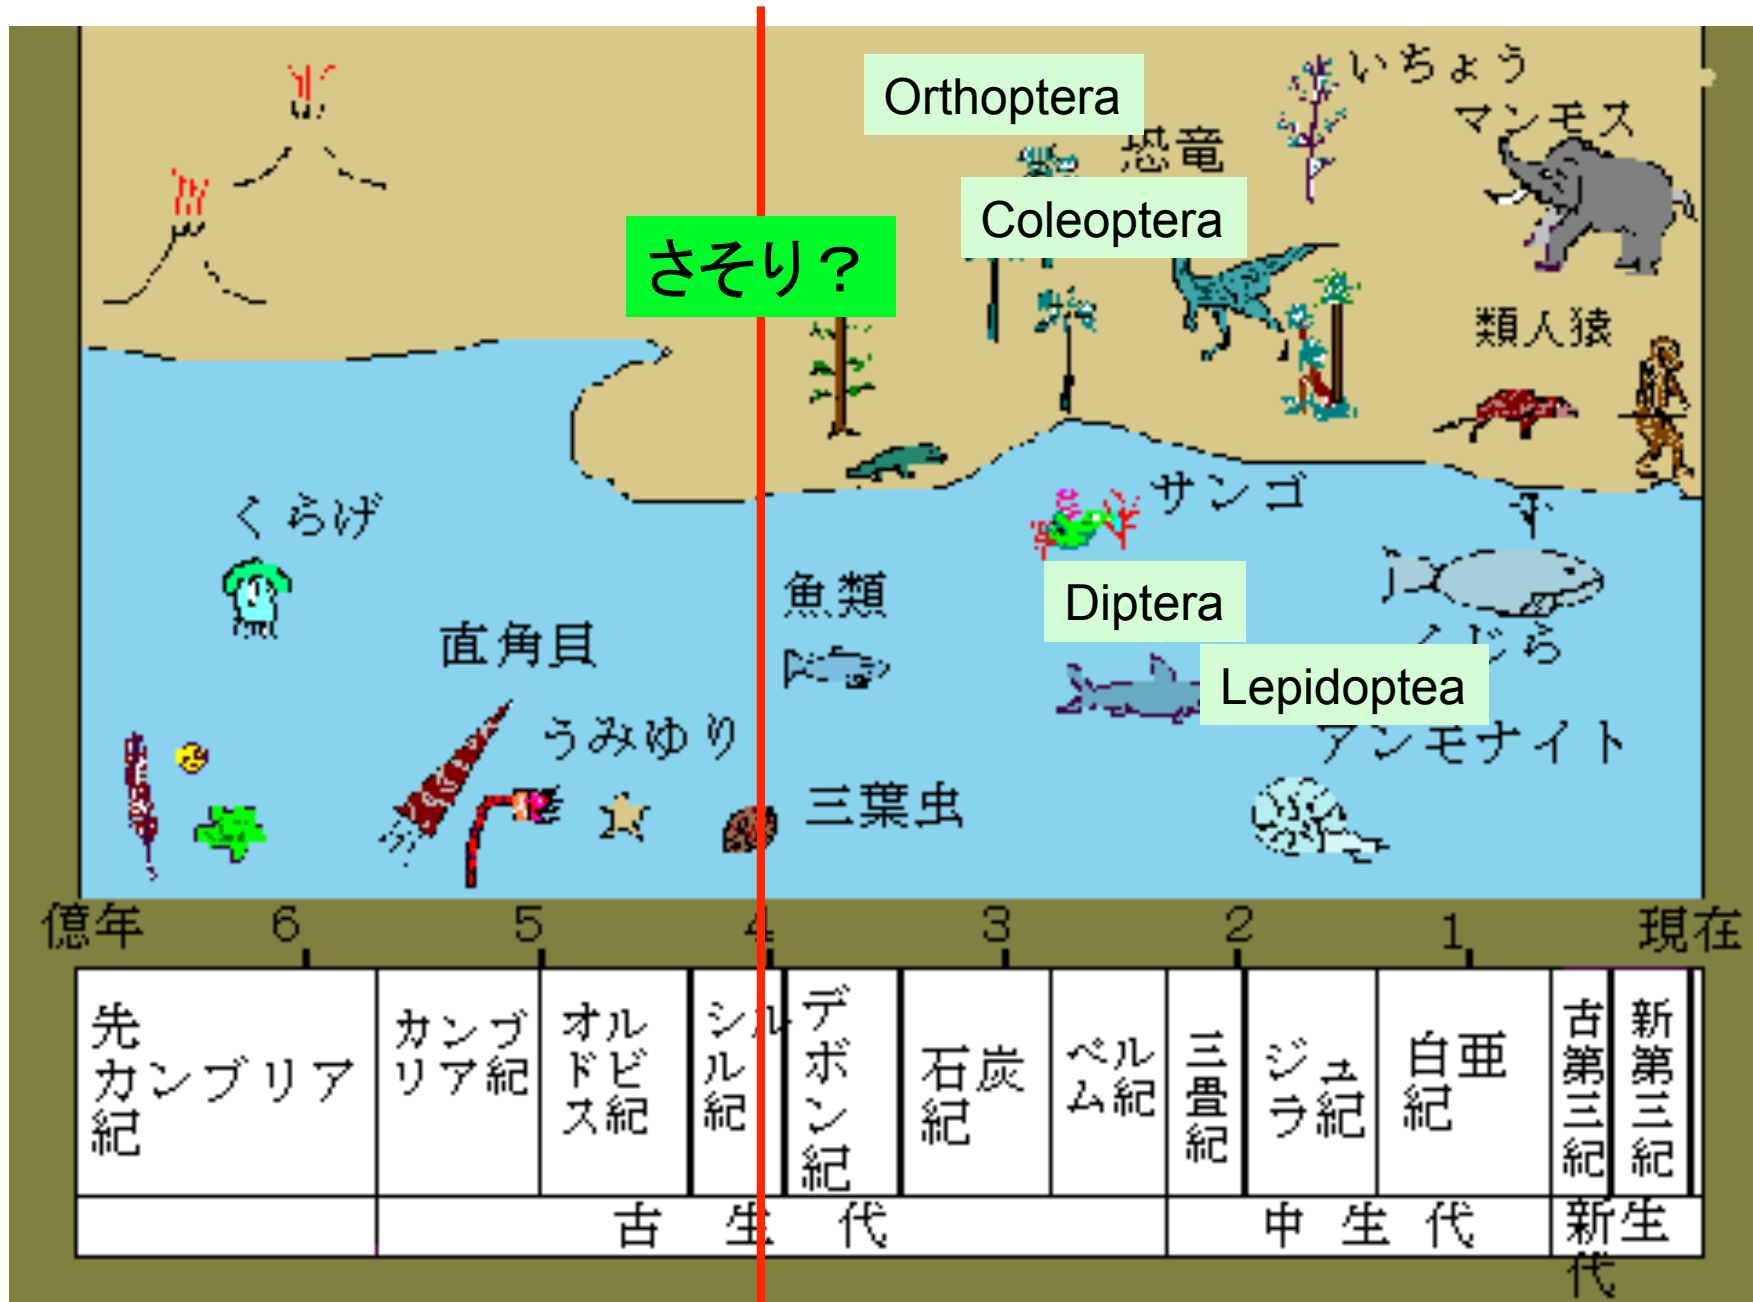 いちょう
Orthoptera
マンモス
恐竜
Coleoptera
さそり？
類人猿
サンゴ
くらげ
魚類
Diptera
直角貝
くじら
Lepidoptea
うみゆり
アンモナイト
三葉虫
億年 6 5 4 3 2 1 現在
先カンブリア紀
カンブリア紀
オルドビス紀
シルル紀
デボン紀
石炭紀
ペルム紀
三畳紀
ジュラ紀
白亜紀
古第三紀
新第三紀
古生代
中生代
新生代